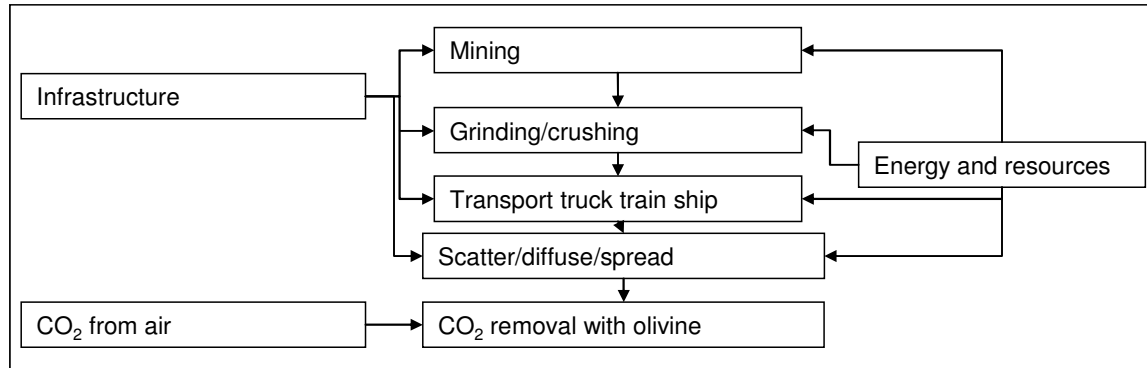 Mining
Infrastructure
Grinding/crushing
Energy and resources
Transport truck train ship
Scatter/diffuse/spread
CO₂ from air
CO₂ removal with olivine